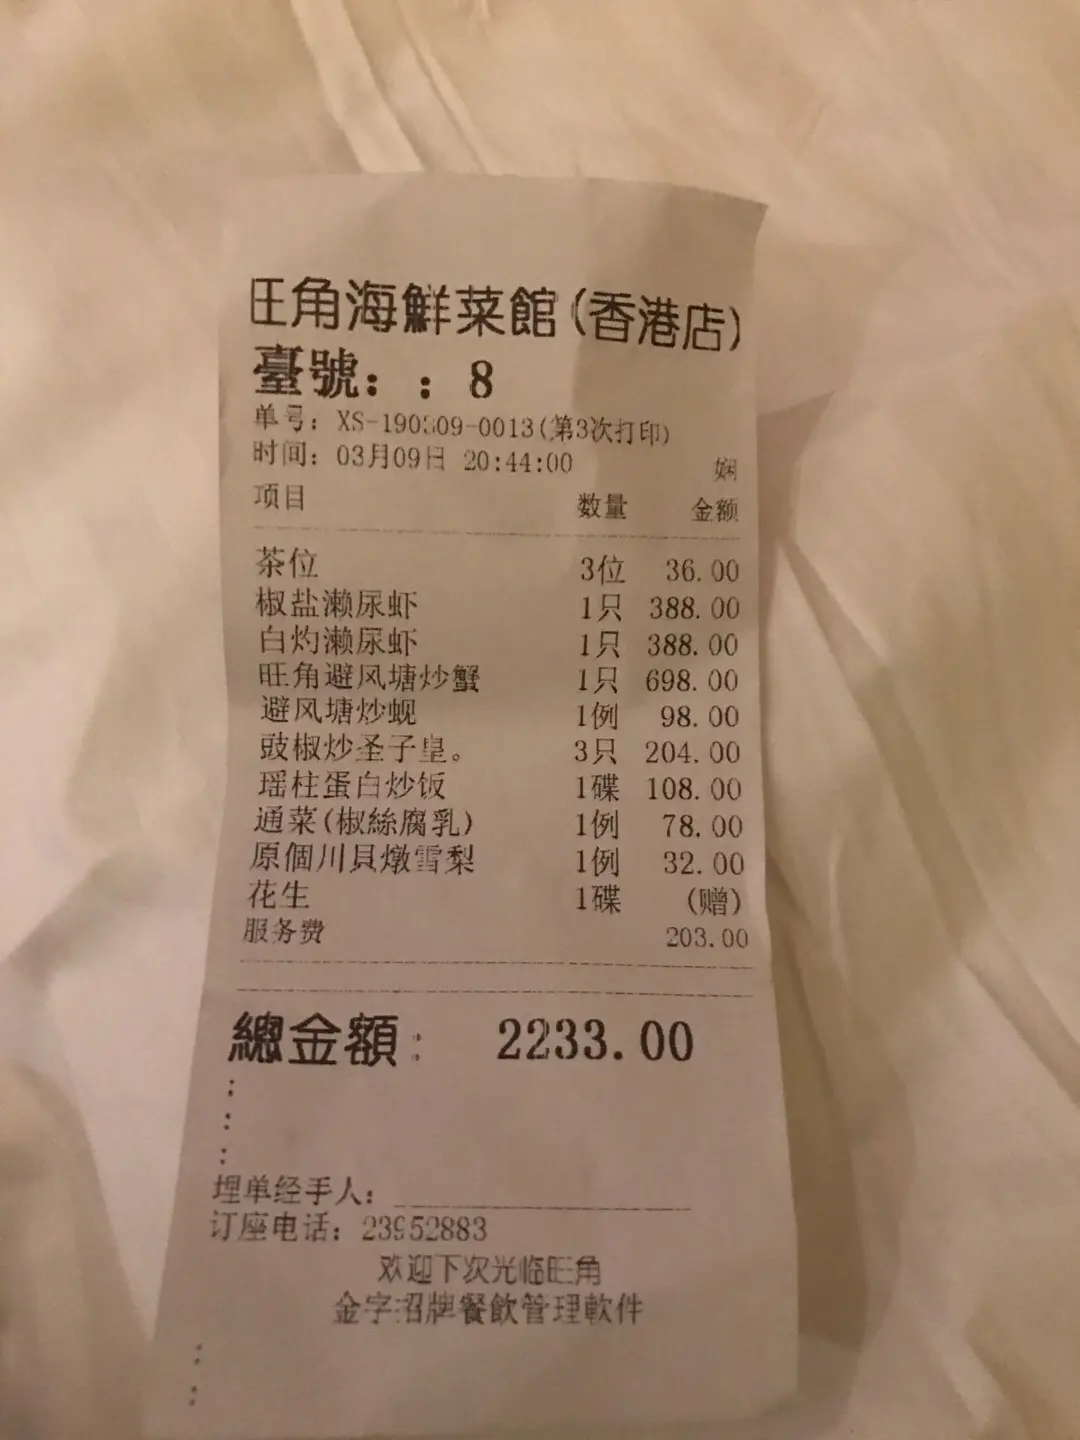 旺角海鮮菜館(香港店)
臺號：：8
单号：XS-190309-0013(第3次打印)
时间：03月09日 20:44:00 娴
项目 数量 金额
茶位 3位 36.00
椒盐濑尿虾 1只 388.00
白灼濑尿虾 1只 388.00
旺角避风塘炒蟹 1只 698.00
避风塘炒蚬 1例 98.00
豉椒炒圣子皇。 3只 204.00
瑶柱蛋白炒饭 1碟 108.00
通菜(椒絲腐乳) 1例 78.00
原個川貝燉雪梨 1例 32.00
花生 1碟 (赠)
服务费 203.00
總金額： 2233.00
:
:
:
埋单经手人：
订座电话：23952883
欢迎下次光临旺角
金字招牌餐飲管理軟件